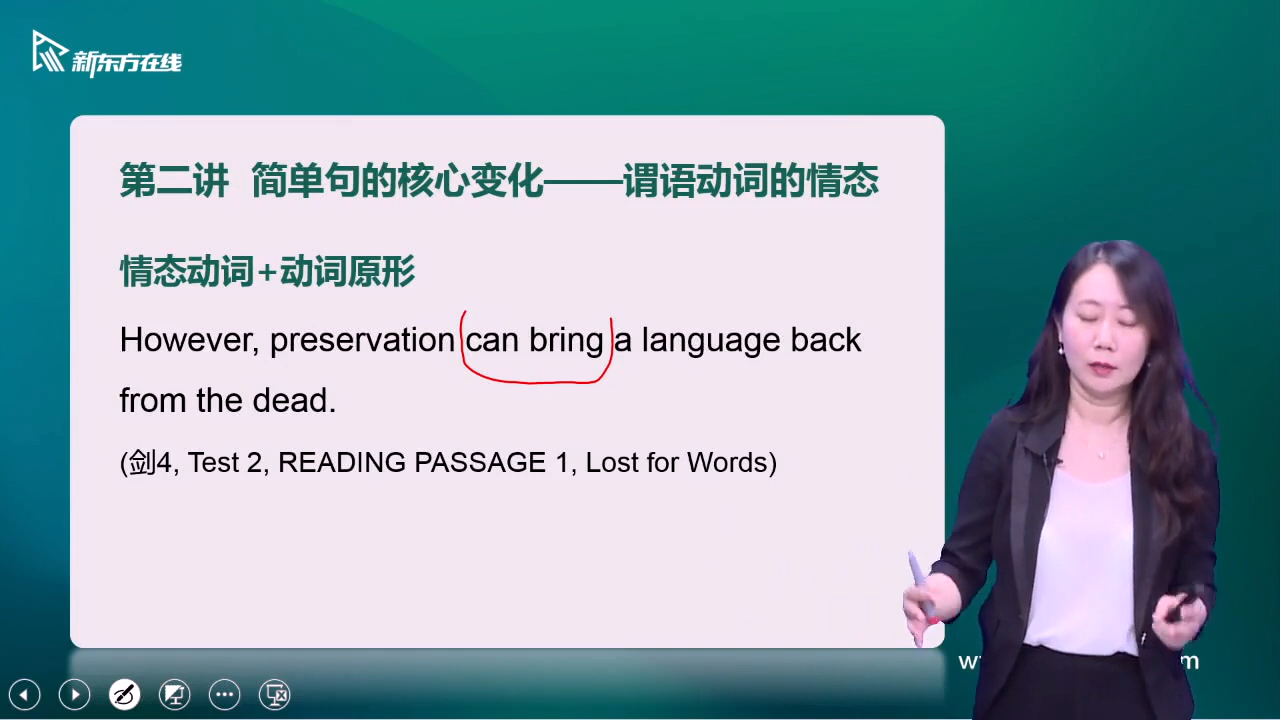 新东方在线
第二讲 简单句的核心变化——谓语动词的情态
情态动词+动词原形
However, preservation can bring a language back
from the dead.
(剑4, Test 2, READING PASSAGE 1, Lost for Words)